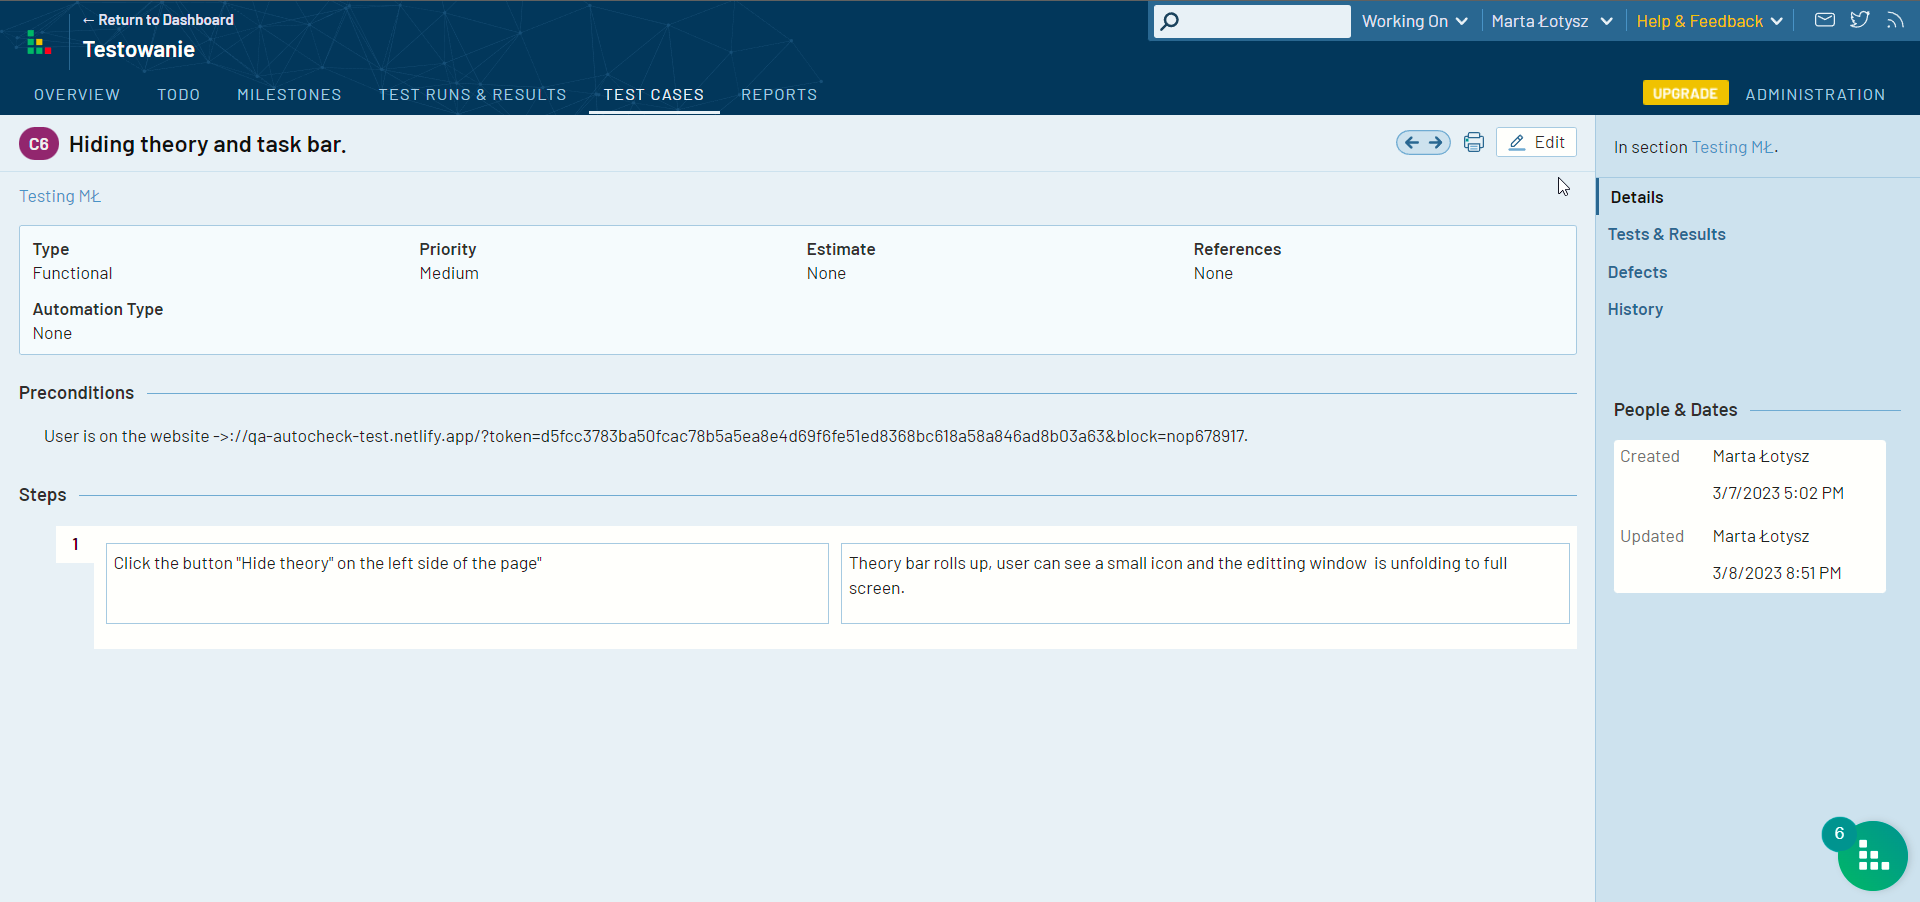 ← Return to Dashboard
Testowanie
Working On
Marta Łotysz
Help & Feedback
OVERVIEW
TODO
MILESTONES
TEST RUNS & RESULTS
TEST CASES
REPORTS
UPGRADE
ADMINISTRATION
C6
Hiding theory and task bar.
Edit
Testing MŁ
Type
Functional
Priority
Medium
Estimate
None
References
None
Automation Type
None
Preconditions
User is on the website ->://qa-autocheck-test.netlify.app/?token=d5fcc3783ba50fcac78b5a5ea8e4d69f6fe51ed8368bc618a58a846ad8b03a63&block=nop678917.
Steps
1
Click the button "Hide theory" on the left side of the page"
Theory bar rolls up, user can see a small icon and the editting window  is unfolding to full
screen.
In section Testing MŁ.
Details
Tests & Results
Defects
History
People & Dates
Created
Marta Łotysz
3/7/2023 5:02 PM
Updated
Marta Łotysz
3/8/2023 8:51 PM
6